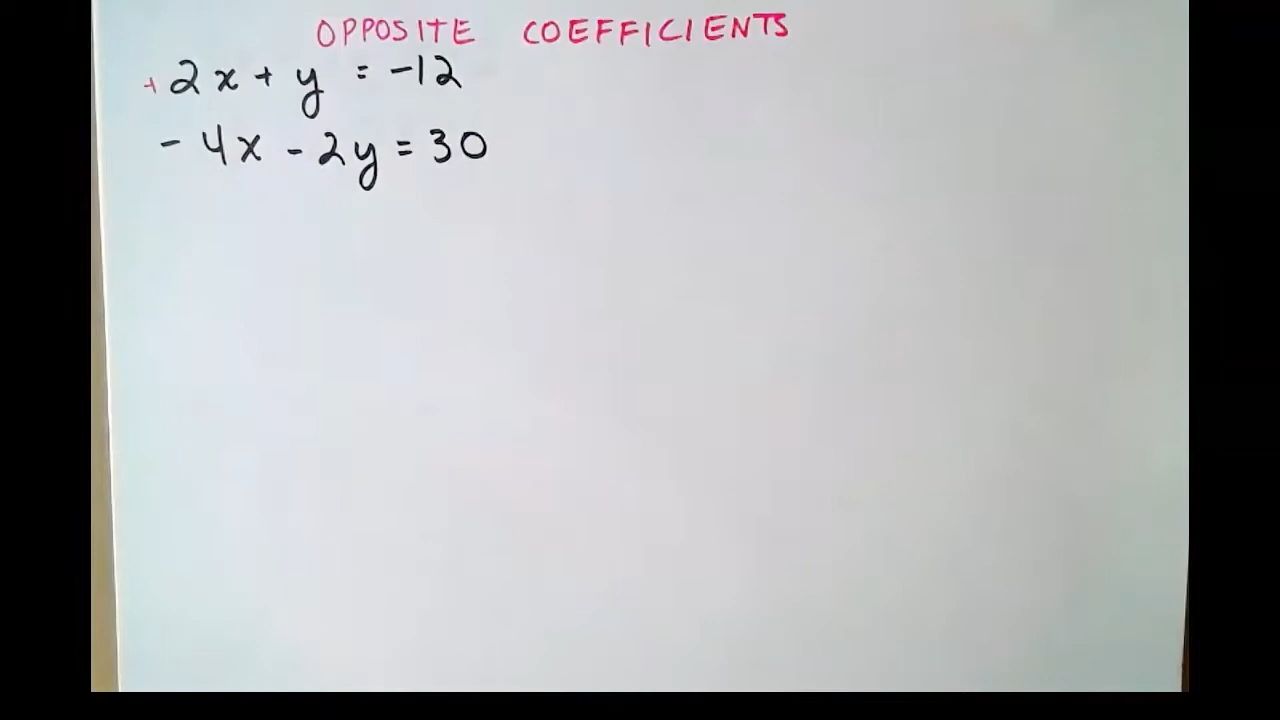 OPPOSITE COEFFICIENTS
+2x + y = -12
- 4x - 2y = 30